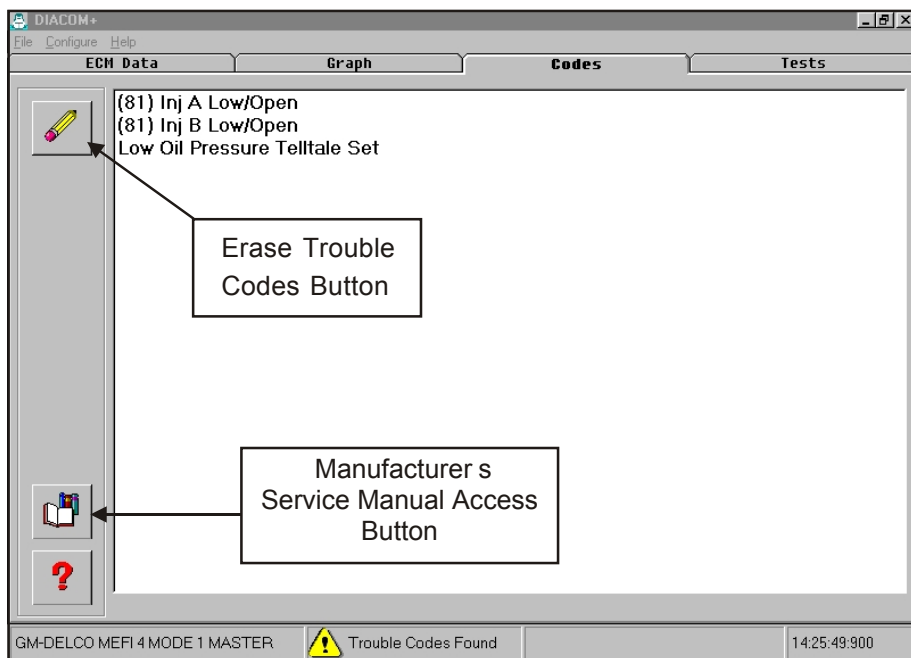 DIACOM+
File Configure Help
ECM Data Graph Codes Tests
(81) Inj A Low/Open
(81) Inj B Low/Open
Low Oil Pressure Telltale Set
Erase Trouble
Codes Button
Manufacturer s
Service Manual Access
Button
?
GM-DELCO MEFI 4 MODE 1 MASTER ! Trouble Codes Found 14:25:49:900